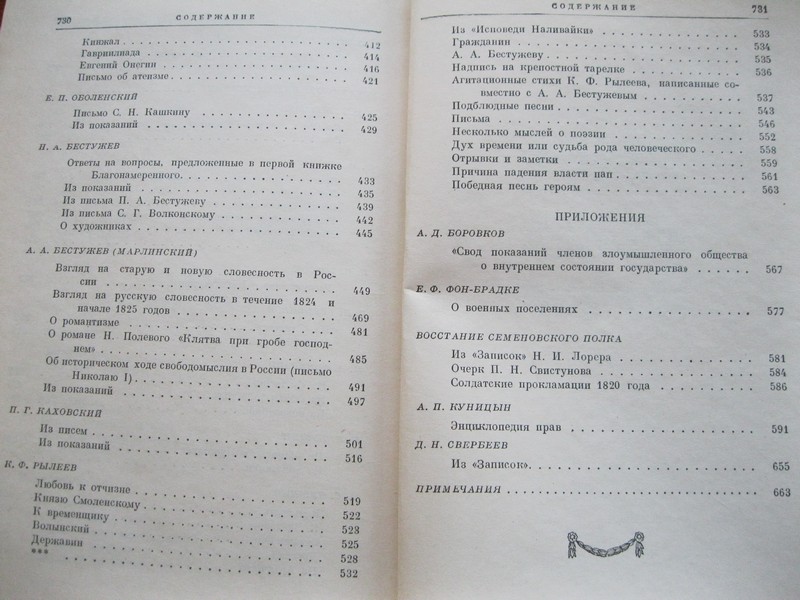 730 СОДЕРЖАНИЕ
Кинжал . . . . . . . . . . . . . . . . . . 412
Гавриилиада . . . . . . . . . . . . . . . . 414
Евгений Онегин . . . . . . . . . . . . . . . 416
Письмо об атеизме . . . . . . . . . . . . . . 421
Е. П. ОБОЛЕНСКИЙ
Письмо С. Н. Кашкину . . . . . . . . . . . . 425
Из показаний . . . . . . . . . . . . . . . . 429
Н. А. БЕСТУЖЕВ
Ответы на вопросы, предложенные в первой книжке
Благонамеренного. . . . . . . . . . . . . . . 433
Из показаний . . . . . . . . . . . . . . . . 435
Из письма П. А. Бестужеву . . . . . . . . . . 439
Из письма С. Г. Волконскому . . . . . . . . . 442
О художниках . . . . . . . . . . . . . . . . 445
А. А. БЕСТУЖЕВ (МАРЛИНСКИЙ)
Взгляд на старую и новую словесность в Рос-
сии . . . . . . . . . . . . . . . . . . . . 449
Взгляд на русскую словесность в течение 1824 и
начале 1825 годов . . . . . . . . . . . . . . 469
О романтизме . . . . . . . . . . . . . . . . 481
О романе Н. Полевого «Клятва при гробе господ-
нем» . . . . . . . . . . . . . . . . . . . . 485
Об историческом ходе свободомыслия в России (письмо
Николаю I) . . . . . . . . . . . . . . . . . 491
Из показаний . . . . . . . . . . . . . . . . 497
П. Г. КАХОВСКИЙ
Из писем . . . . . . . . . . . . . . . . . . 501
Из показаний . . . . . . . . . . . . . . . . 516
К. Ф. РЫЛЕЕВ
Любовь к отчизне . . . . . . . . . . . . . . 519
Князю Смоленскому . . . . . . . . . . . . . . 522
К временщику . . . . . . . . . . . . . . . . 523
Волынский . . . . . . . . . . . . . . . . . 525
Державин . . . . . . . . . . . . . . . . . . 528
*** . . . . . . . . . . . . . . . . . . . . 532
СОДЕРЖАНИЕ 731
Из «Исповеди Наливайки» . . . . . . . . . . . 533
Гражданин . . . . . . . . . . . . . . . . . 534
А. А. Бестужеву . . . . . . . . . . . . . . . 535
Надпись на крепостной тарелке . . . . . . . . 536
Агитационные стихи К. Ф. Рылеева, написанные со-
вместно с А. А. Бестужевым . . . . . . . . . 537
Подблюдные песни . . . . . . . . . . . . . . 543
Письма . . . . . . . . . . . . . . . . . . . 546
Несколько мыслей о поэзии . . . . . . . . . . 552
Дух времени или судьба рода человеческого . . . 558
Отрывки и заметки . . . . . . . . . . . . . . 559
Причина падения власти пап . . . . . . . . . . 561
Победная песнь героям . . . . . . . . . . . . 563
ПРИЛОЖЕНИЯ
А. Д. БОРОВКОВ
«Свод показаний членов злоумышленного общества
о внутреннем состоянии государства» . . . . . . 567
Е. Ф. ФОН-БРАДКЕ
О военных поселениях . . . . . . . . . . . . 577
ВОССТАНИЕ СЕМЕНОВСКОГО ПОЛКА
Из «Записок» Н. И. Лорера . . . . . . . . . . 581
Очерк П. Н. Свистунова . . . . . . . . . . . 584
Солдатские прокламации 1820 года . . . . . . . 586
А. П. КУНИЦЫН
Энциклопедия прав . . . . . . . . . . . . . . 591
Д. Н. СВЕРБЕЕВ
Из «Записок». . . . . . . . . . . . . . . . . 655
ПРИМЕЧАНИЯ . . . . . . . . . . . . . . . . . 663